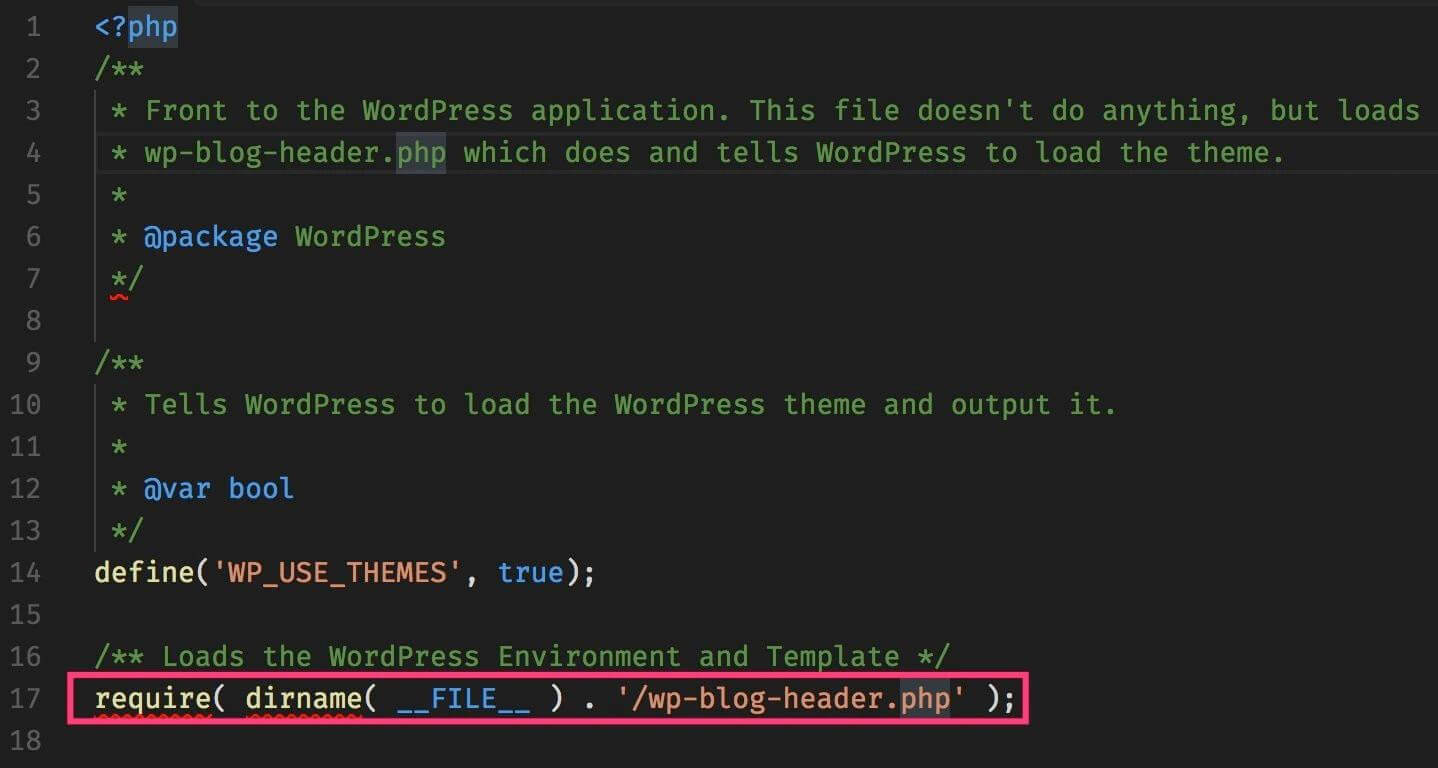 1 <?php
2 /**
3 * Front to the WordPress application. This file doesn't do anything, but loads
4 * wp-blog-header.php which does and tells WordPress to load the theme.
5 *
6 * @package WordPress
7 */
8
9 /**
10 * Tells WordPress to load the WordPress theme and output it.
11 *
12 * @var bool
13 */
14 define('WP_USE_THEMES', true);
15
16 /** Loads the WordPress Environment and Template */
17 require( dirname( __FILE__ ) . '/wp-blog-header.php' );
18